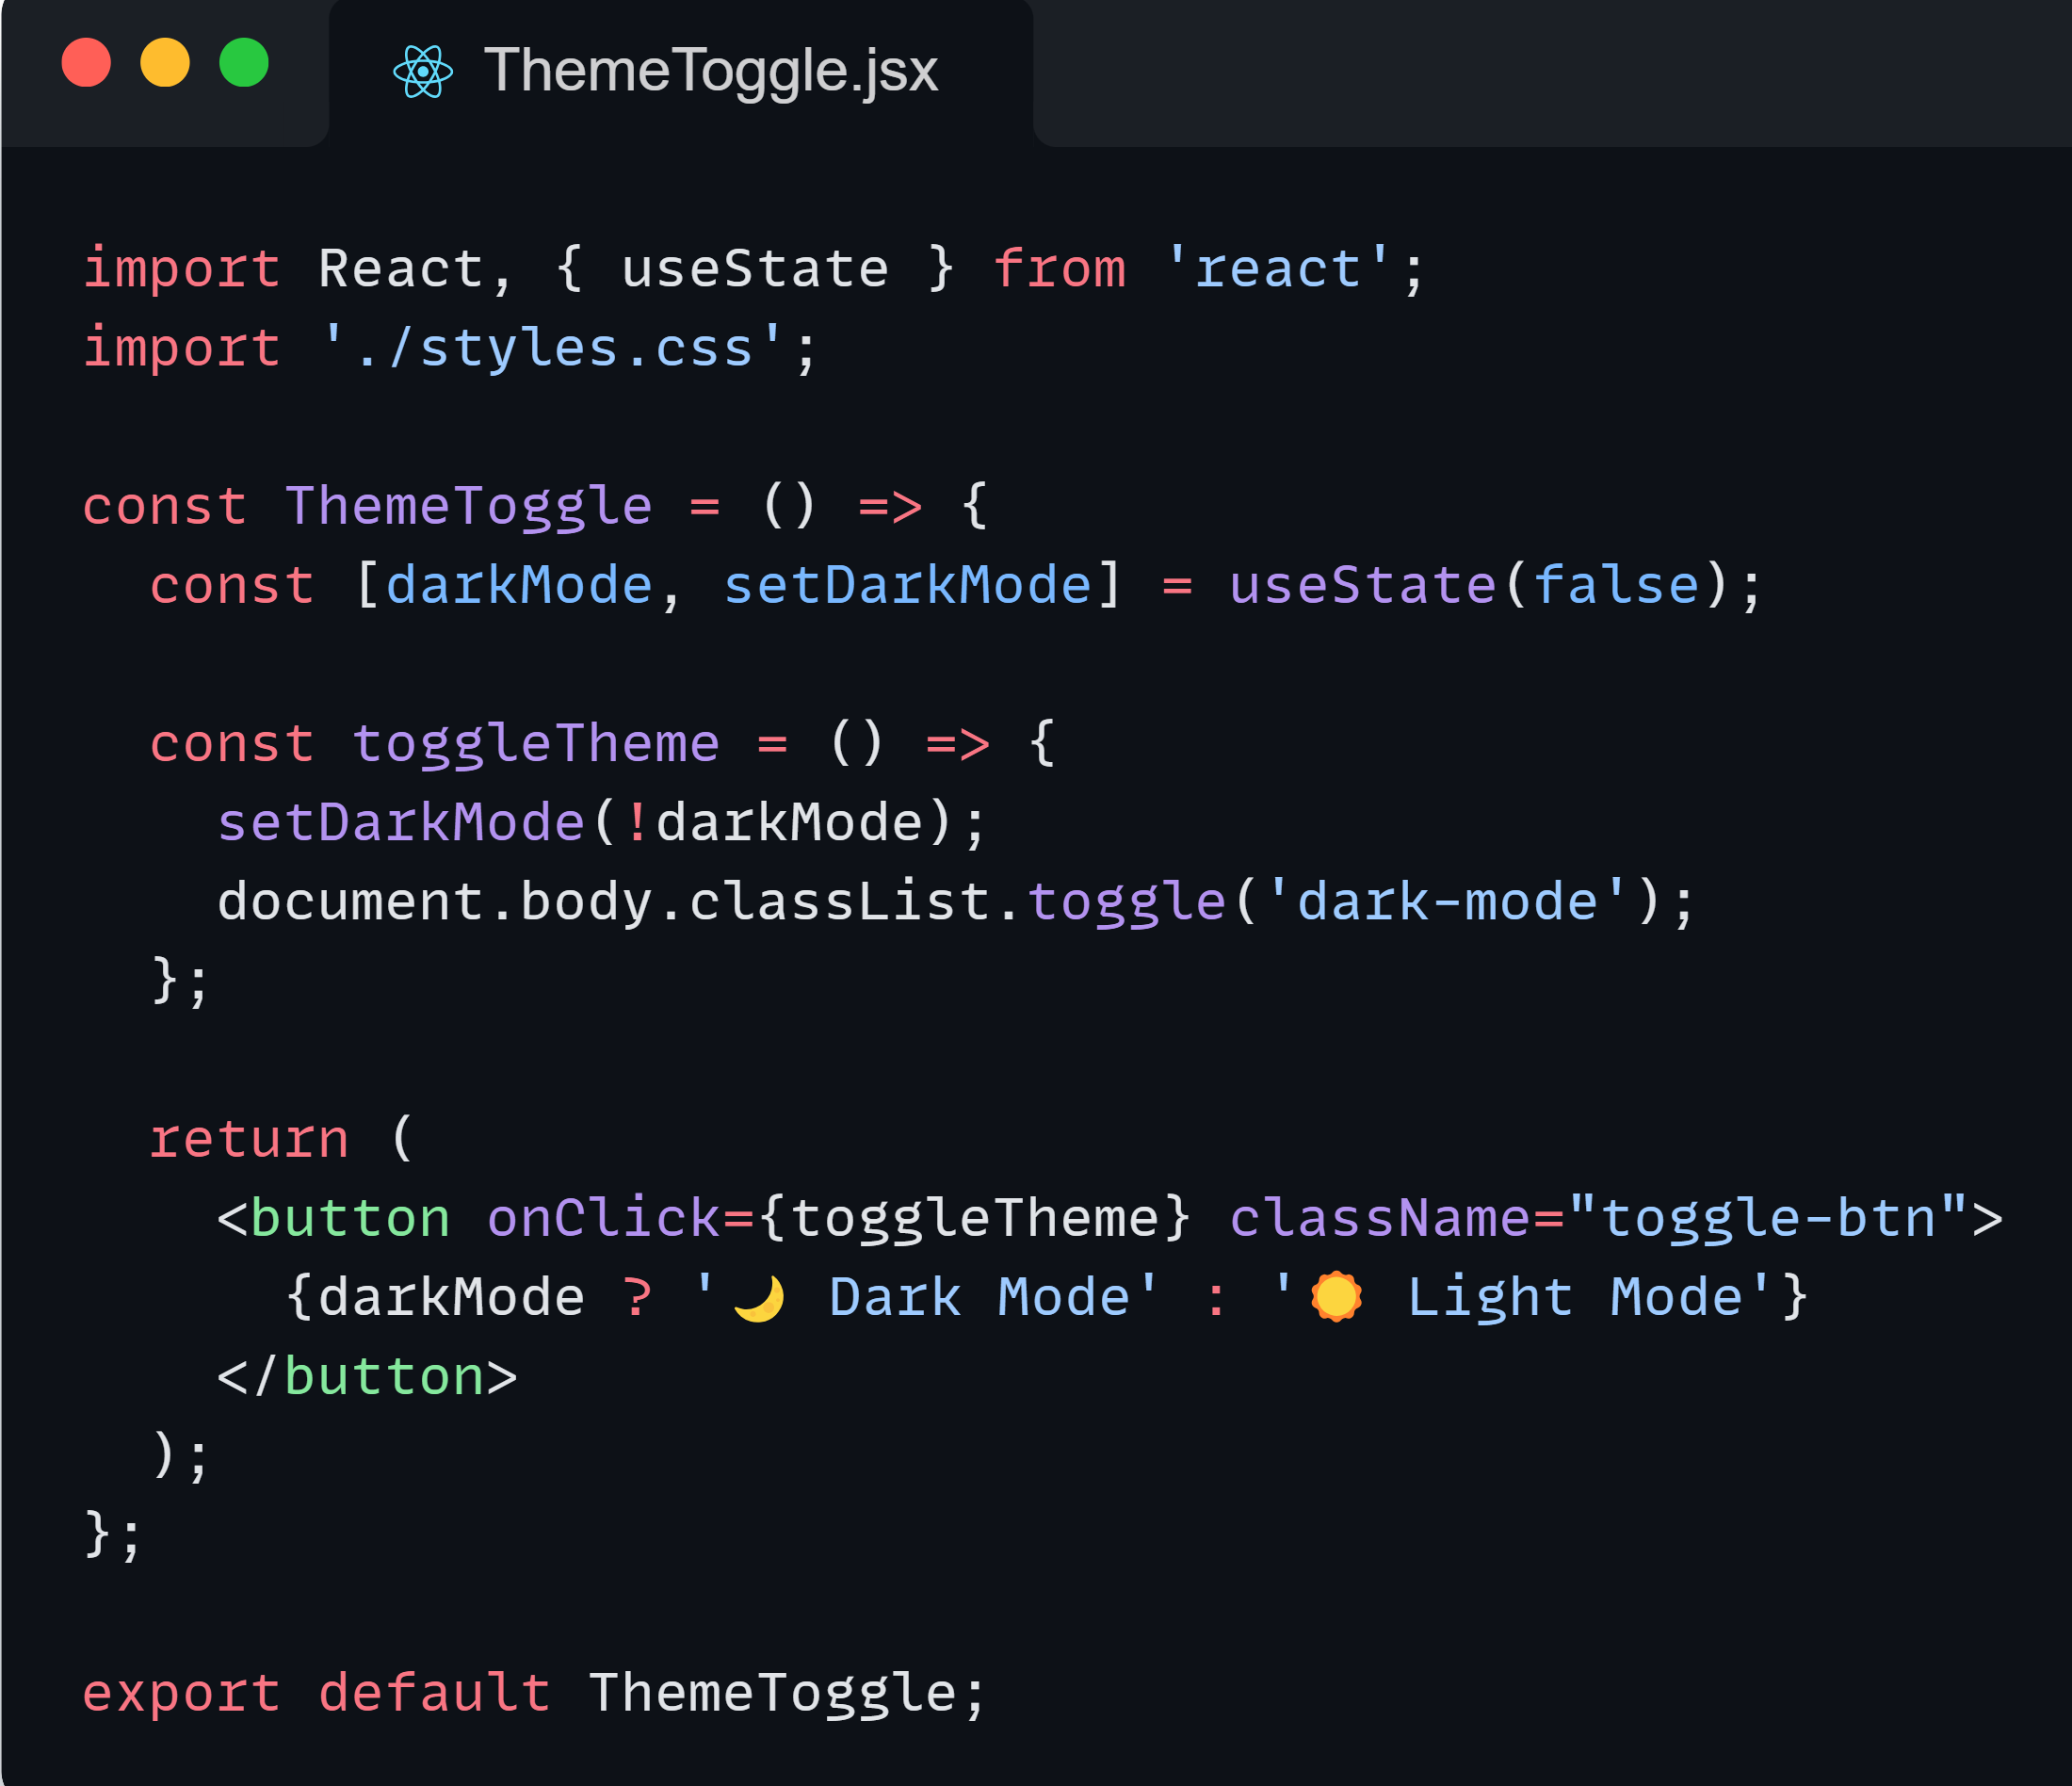 ThemeToggle.jsx
import React, { useState } from 'react';
import './styles.css';

const ThemeToggle = () => {
  const [darkMode, setDarkMode] = useState(false);

  const toggleTheme = () => {
    setDarkMode(!darkMode);
    document.body.classList.toggle('dark-mode');
  };

  return (
    <button onClick={toggleTheme} className="toggle-btn">
      {darkMode ? '🌙 Dark Mode' : '🌞 Light Mode'}
    </button>
  );
};

export default ThemeToggle;